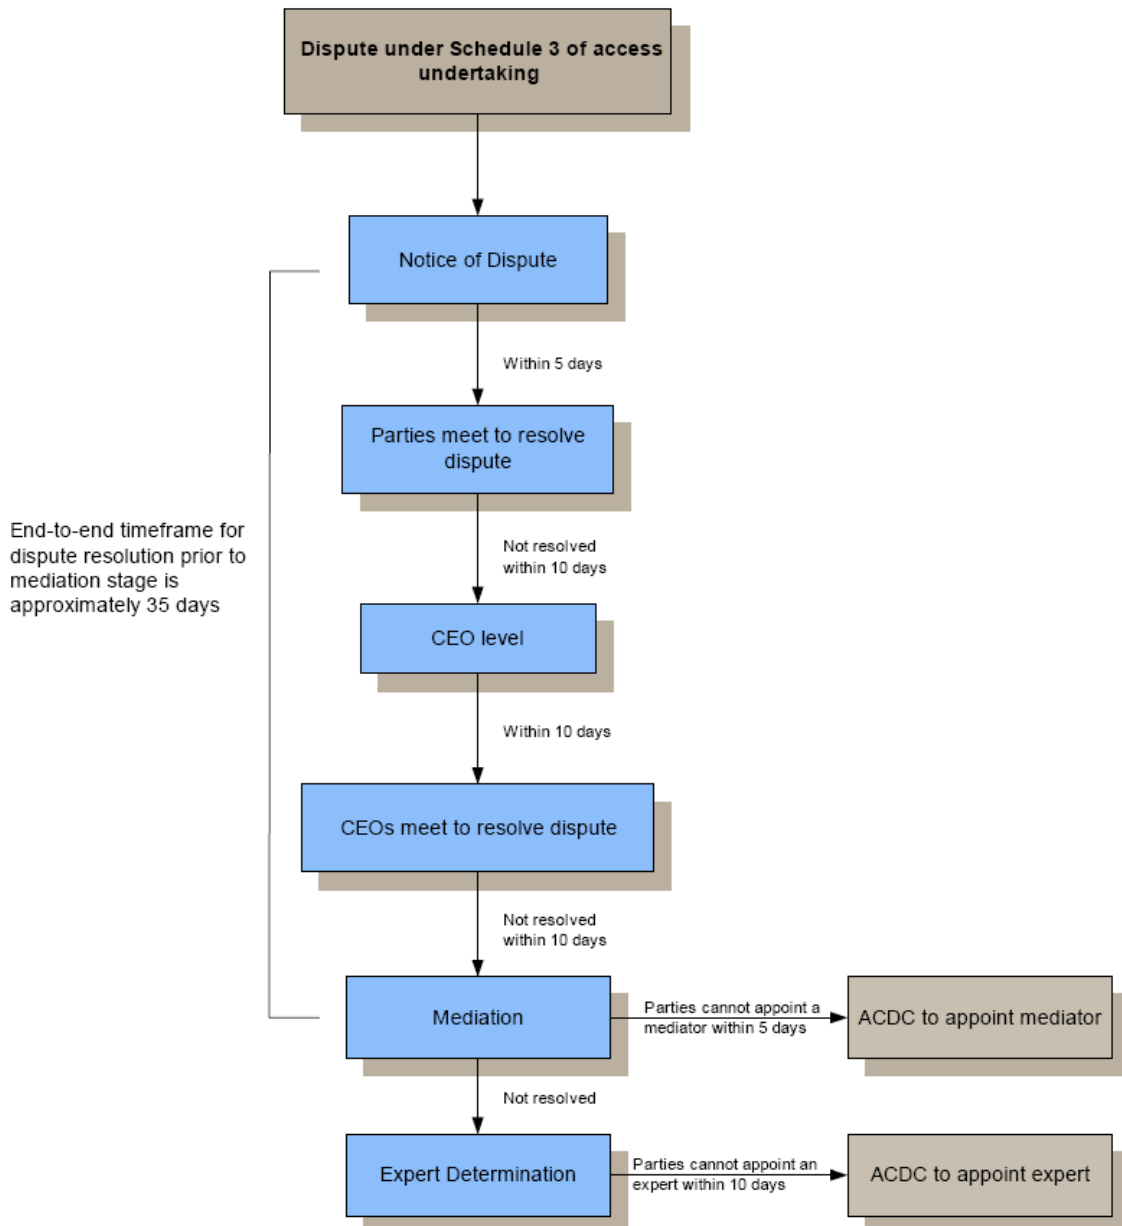 Dispute under Schedule 3 of access
undertaking
Notice of Dispute
Within 5 days
Parties meet to resolve
dispute
End-to-end timeframe for
dispute resolution prior to
mediation stage is
approximately 35 days
Not resolved
within 10 days
CEO level
Within 10 days
CEOs meet to resolve dispute
Not resolved
within 10 days
Mediation
Parties cannot appoint a
mediator within 5 days
ACDC to appoint mediator
Not resolved
Expert Determination
Parties cannot appoint an
expert within 10 days
ACDC to appoint expert